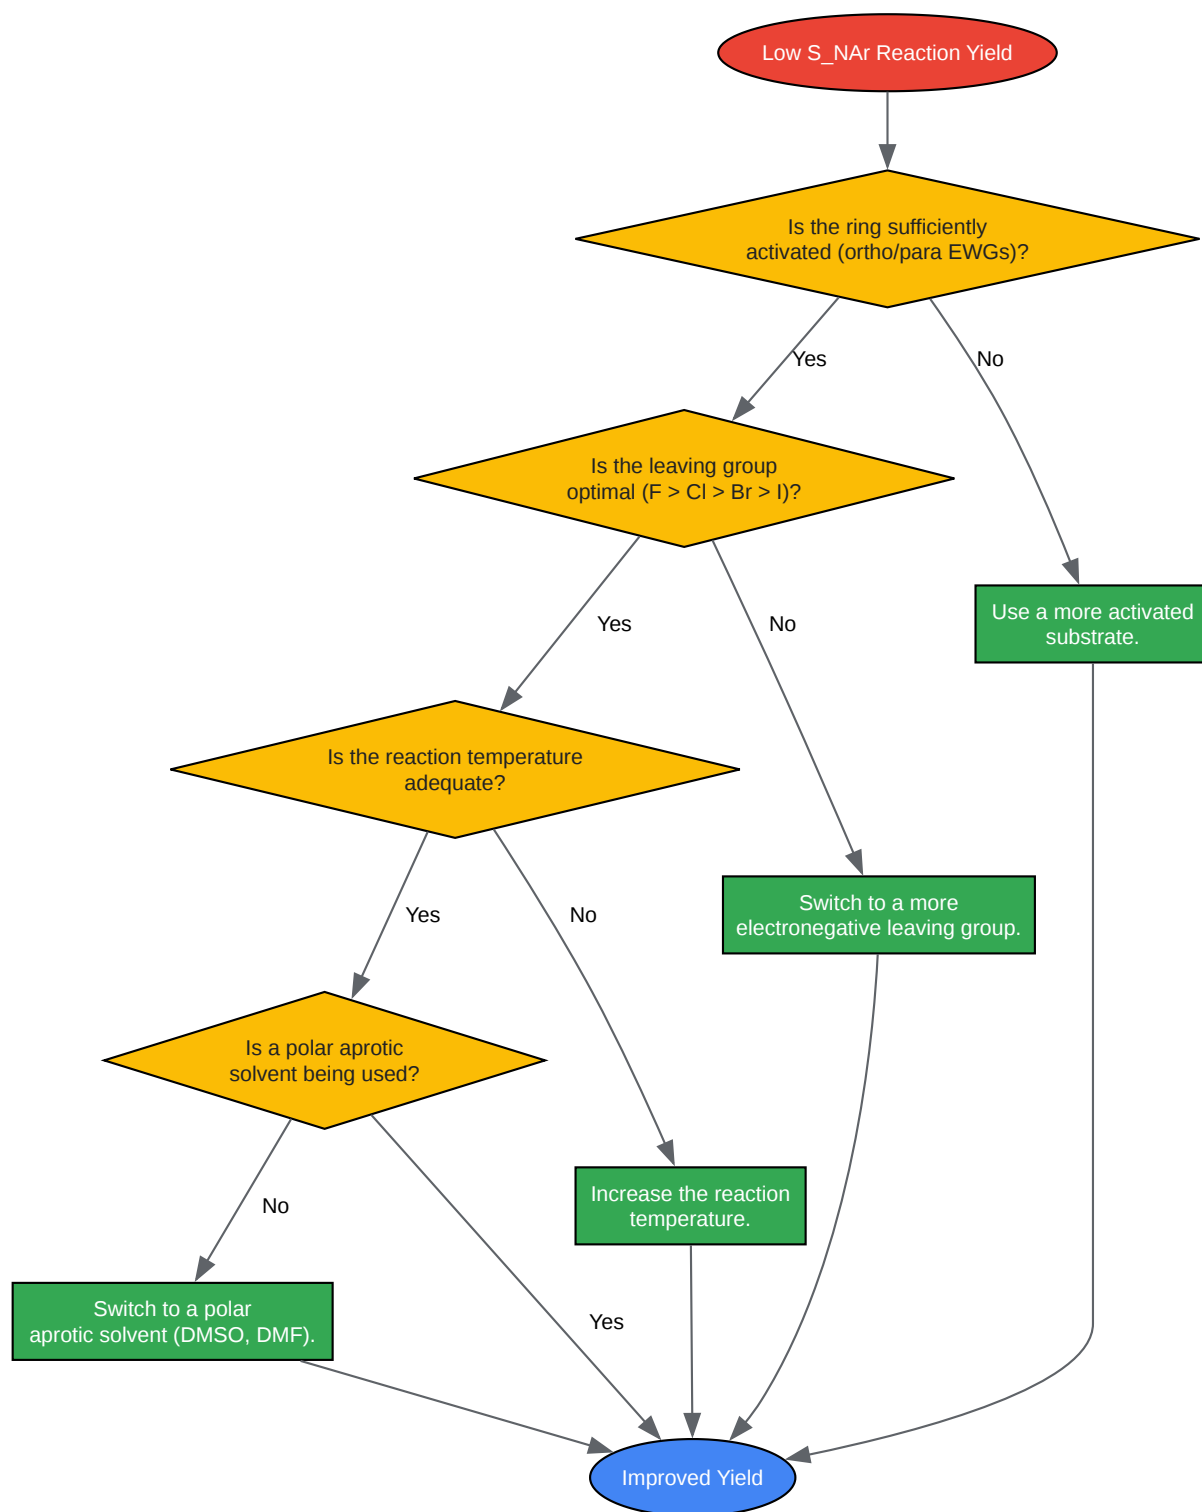 Low S_NAr Reaction Yield
Is the ring sufficiently
activated (ortho/para EWGs)?
Yes
No
Is the leaving group
optimal (F > Cl > Br > I)?
Use a more activated
substrate.
Yes
No
Is the reaction temperature
adequate?
Switch to a more
electronegative leaving group.
Yes
No
Is a polar aprotic
solvent being used?
Increase the reaction
temperature.
No
Switch to a polar
aprotic solvent (DMSO, DMF).
Yes
Improved Yield